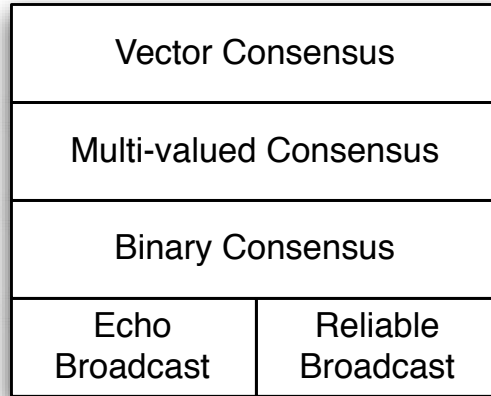 Vector Consensus
Multi-valued Consensus
Binary Consensus
Echo
Broadcast
Reliable
Broadcast